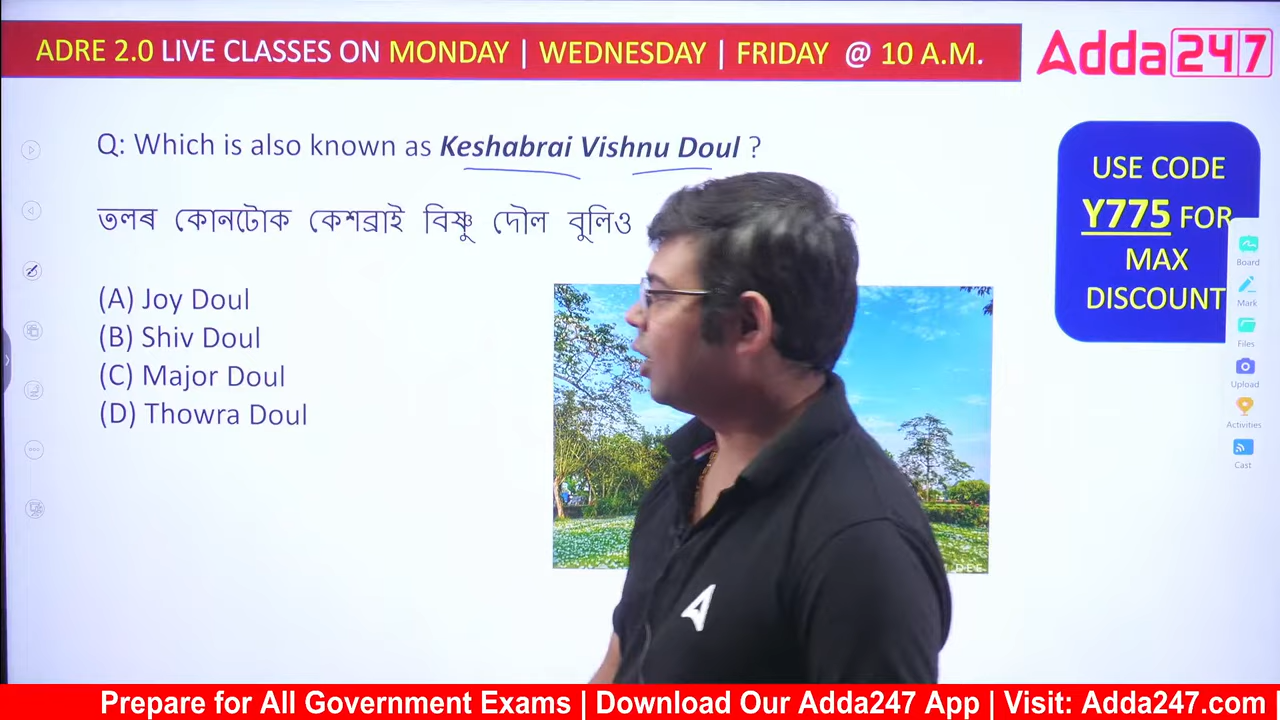 ADRE 2.0 LIVE CLASSES ON MONDAY | WEDNESDAY | FRIDAY @ 10 A.M.
Adda247
Q: Which is also known as Keshabrai Vishnu Doul ?
তলৰ কোনটোক কেশব্ৰাই বিষ্ণু দৌল বুলিও
(A) Joy Doul
(B) Shiv Doul
(C) Major Doul
(D) Thowra Doul
USE CODE
Y775 FOR
MAX
DISCOUNT
Board
Mark
Files
Upload
Activities
Cast
Prepare for All Government Exams | Download Our Adda247 App | Visit: Adda247.com